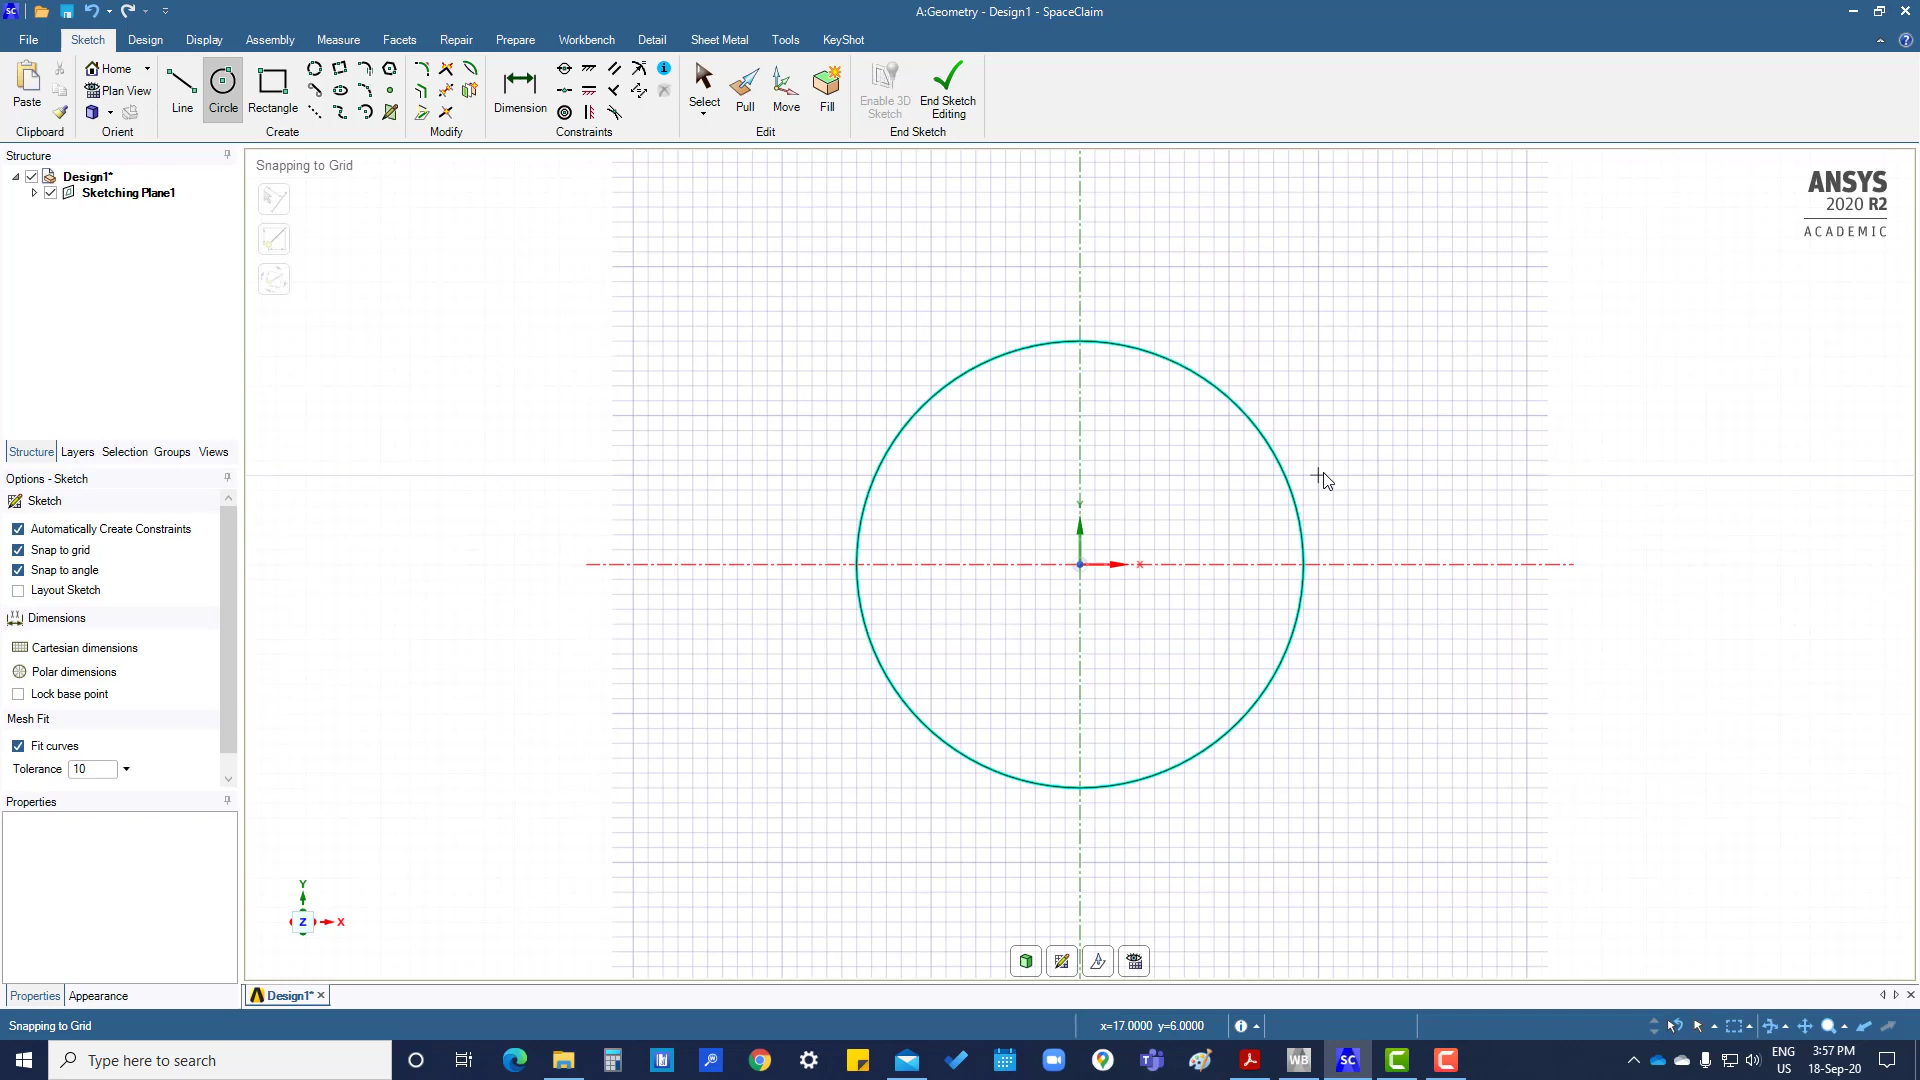 SC
A:Geometry - Design1 - SpaceClaim
File Sketch Design Display Assembly Measure Facets Repair Prepare Workbench Detail Sheet Metal Tools KeyShot
Paste
Clipboard
Home
Plan View
Orient
Line
Circle
Rectangle
Create
Modify
Dimension
Constraints
Select
Pull
Move
Fill
Edit
Enable 3D
Sketch
End Sketch
Editing
End Sketch
Structure
Design1*
Sketching Plane1
Structure Layers Selection Groups Views
Options - Sketch
Sketch
Automatically Create Constraints
Snap to grid
Snap to angle
Layout Sketch
Dimensions
Cartesian dimensions
Polar dimensions
Lock base point
Mesh Fit
Fit curves
Tolerance 10
Properties
Properties Appearance
Snapping to Grid
ANSYS
2020 R2
ACADEMIC
Y
X
Y
Z
X
Design1*
Snapping to Grid
x=17.0000 y=6.0000
Type here to search
WB
SC
ENG
US
3:57 PM
18-Sep-20